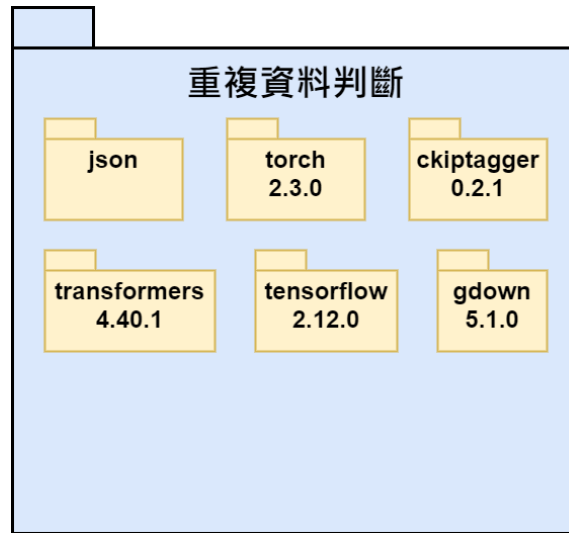 重複資料判斷
json
torch
2.3.0
ckiptagger
0.2.1
transformers
4.40.1
tensorflow
2.12.0
gdown
5.1.0